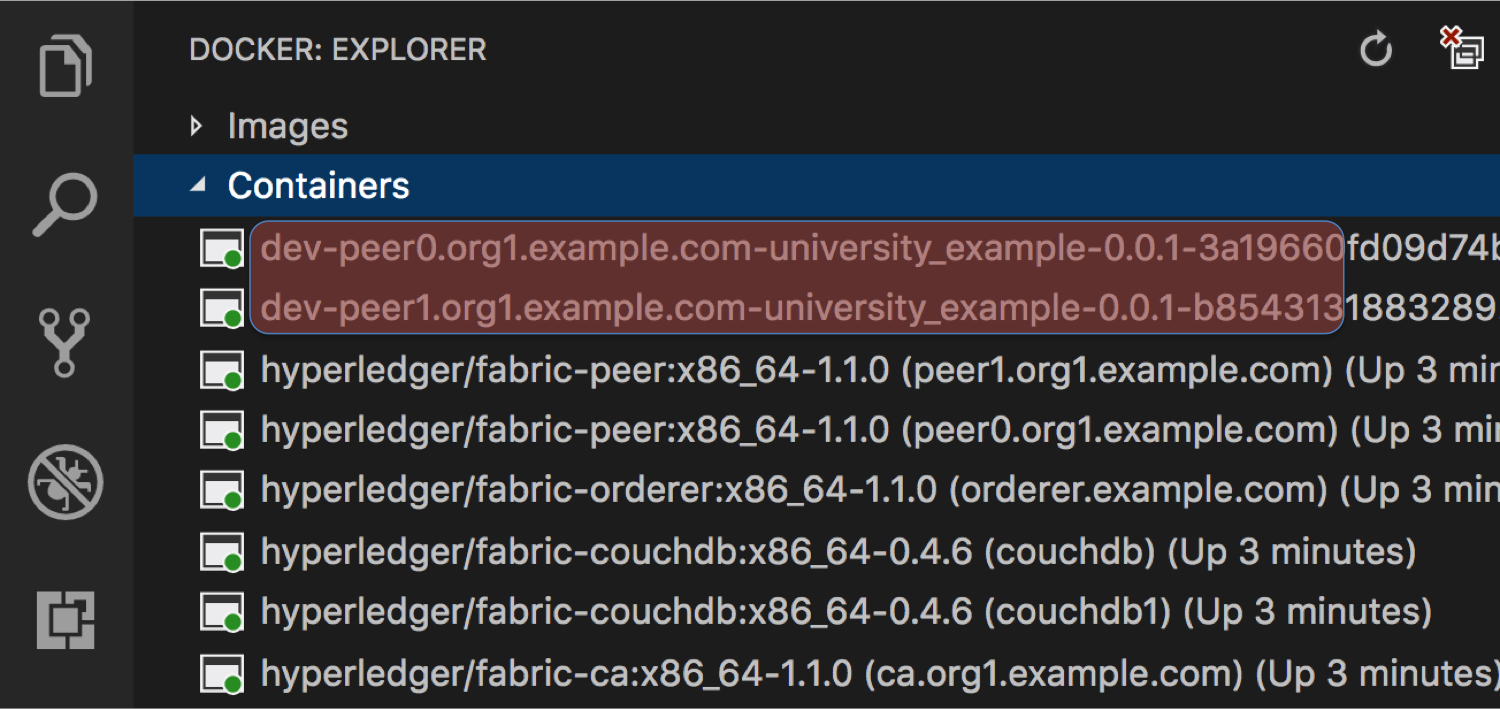 DOCKER: EXPLORER
Images
Containers
dev-peer0.org1.example.com-university_example-0.0.1-3a19660fd09d74b
dev-peer1.org1.example.com-university_example-0.0.1-b8543131883289
hyperledger/fabric-peer:x86_64-1.1.0 (peer1.org1.example.com) (Up 3 min
hyperledger/fabric-peer:x86_64-1.1.0 (peer0.org1.example.com) (Up 3 min
hyperledger/fabric-orderer:x86_64-1.1.0 (orderer.example.com) (Up 3 min
hyperledger/fabric-couchdb:x86_64-0.4.6 (couchdb) (Up 3 minutes)
hyperledger/fabric-couchdb:x86_64-0.4.6 (couchdb1) (Up 3 minutes)
hyperledger/fabric-ca:x86_64-1.1.0 (ca.org1.example.com) (Up 3 minutes)